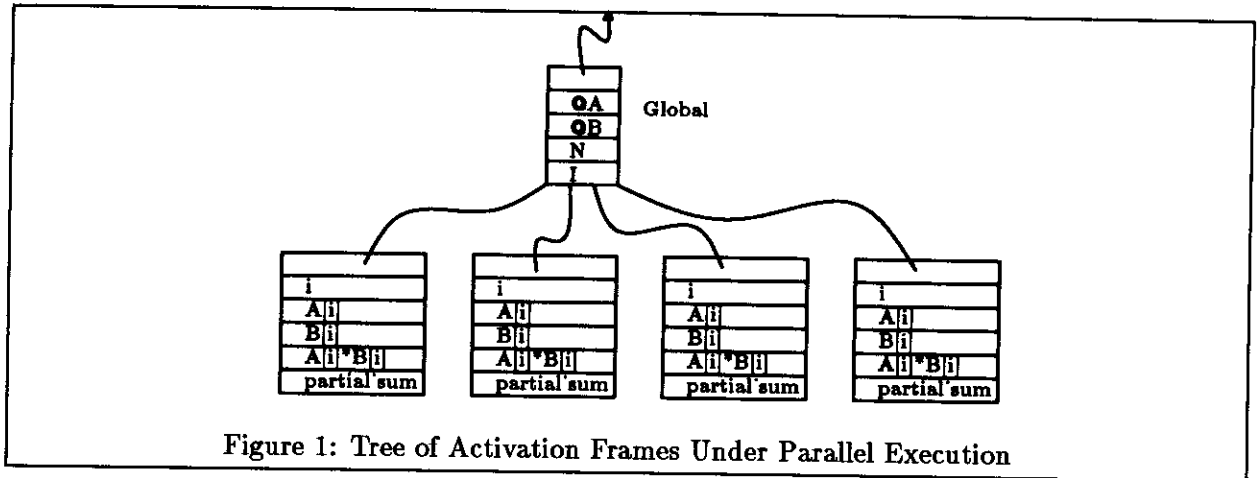 @A
Global
@B
N
I
i
i
i
i
A[i]
A[i]
A[i]
A[i]
B[i]
B[i]
B[i]
B[i]
A[i]*B[i]
A[i]*B[i]
A[i]*B[i]
A[i]*B[i]
partial sum
partial sum
partial sum
partial sum
Figure 1: Tree of Activation Frames Under Parallel Execution